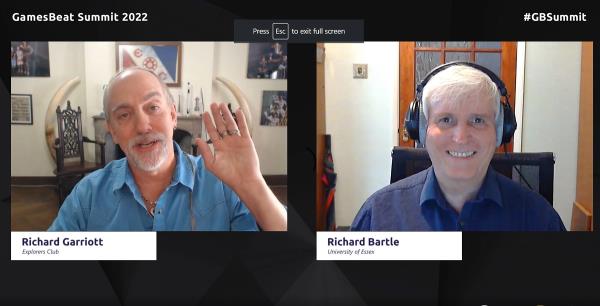 GamesBeat Summit 2022
#GBSummit
Press Esc to exit full screen
Richard Garriott
Explorers Club
Richard Bartle
University of Essex